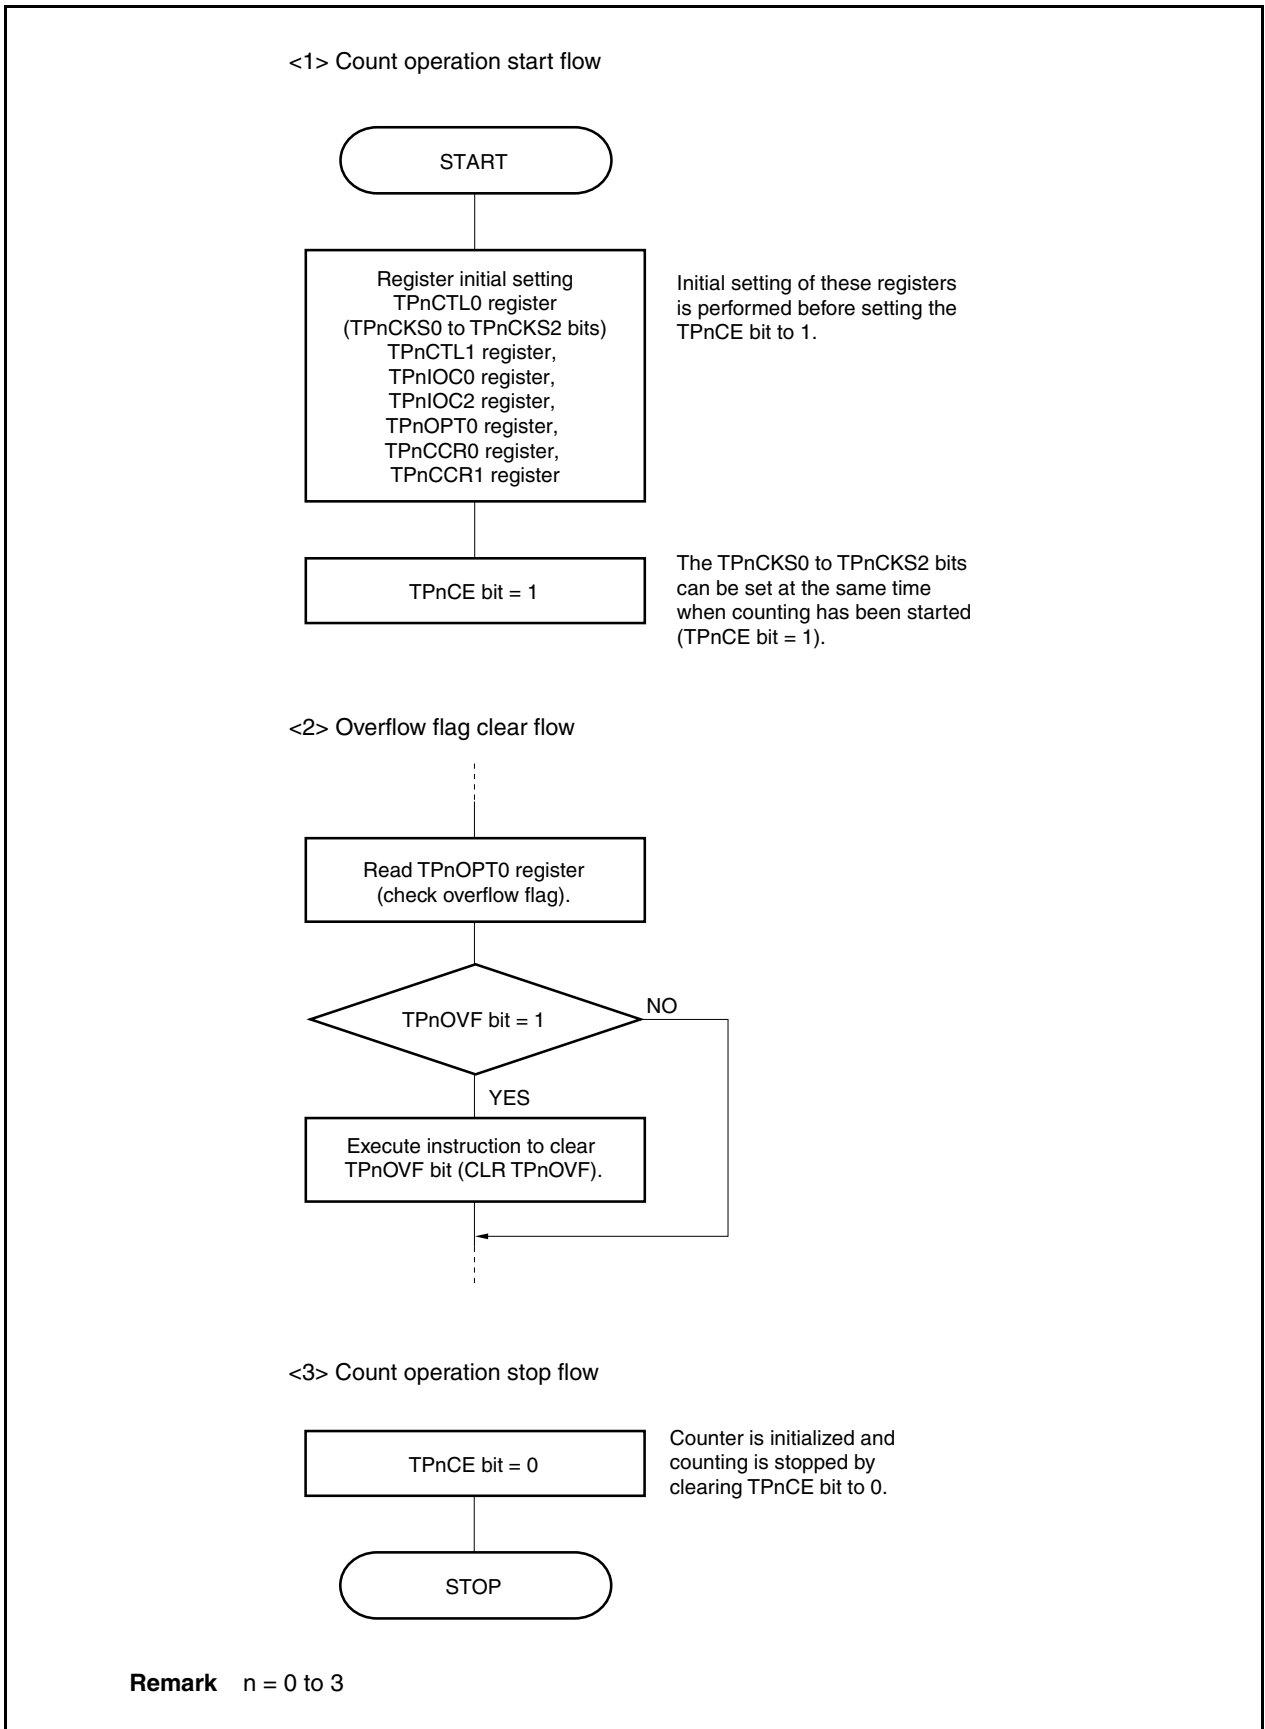 <1> Count operation start flow
START
Register initial setting
TPnCTL0 register
(TPnCKS0 to TPnCKS2 bits)
TPnCTL1 register,
TPnIOC0 register,
TPnIOC2 register,
TPnOPT0 register,
TPnCCR0 register,
TPnCCR1 register
Initial setting of these registers
is performed before setting the
TPnCE bit to 1.
TPnCE bit = 1
The TPnCKS0 to TPnCKS2 bits
can be set at the same time
when counting has been started
(TPnCE bit = 1).
<2> Overflow flag clear flow
Read TPnOPT0 register
(check overflow flag).
TPnOVF bit = 1
NO
YES
Execute instruction to clear
TPnOVF bit (CLR TPnOVF).
<3> Count operation stop flow
TPnCE bit = 0
Counter is initialized and
counting is stopped by
clearing TPnCE bit to 0.
STOP
Remark n = 0 to 3